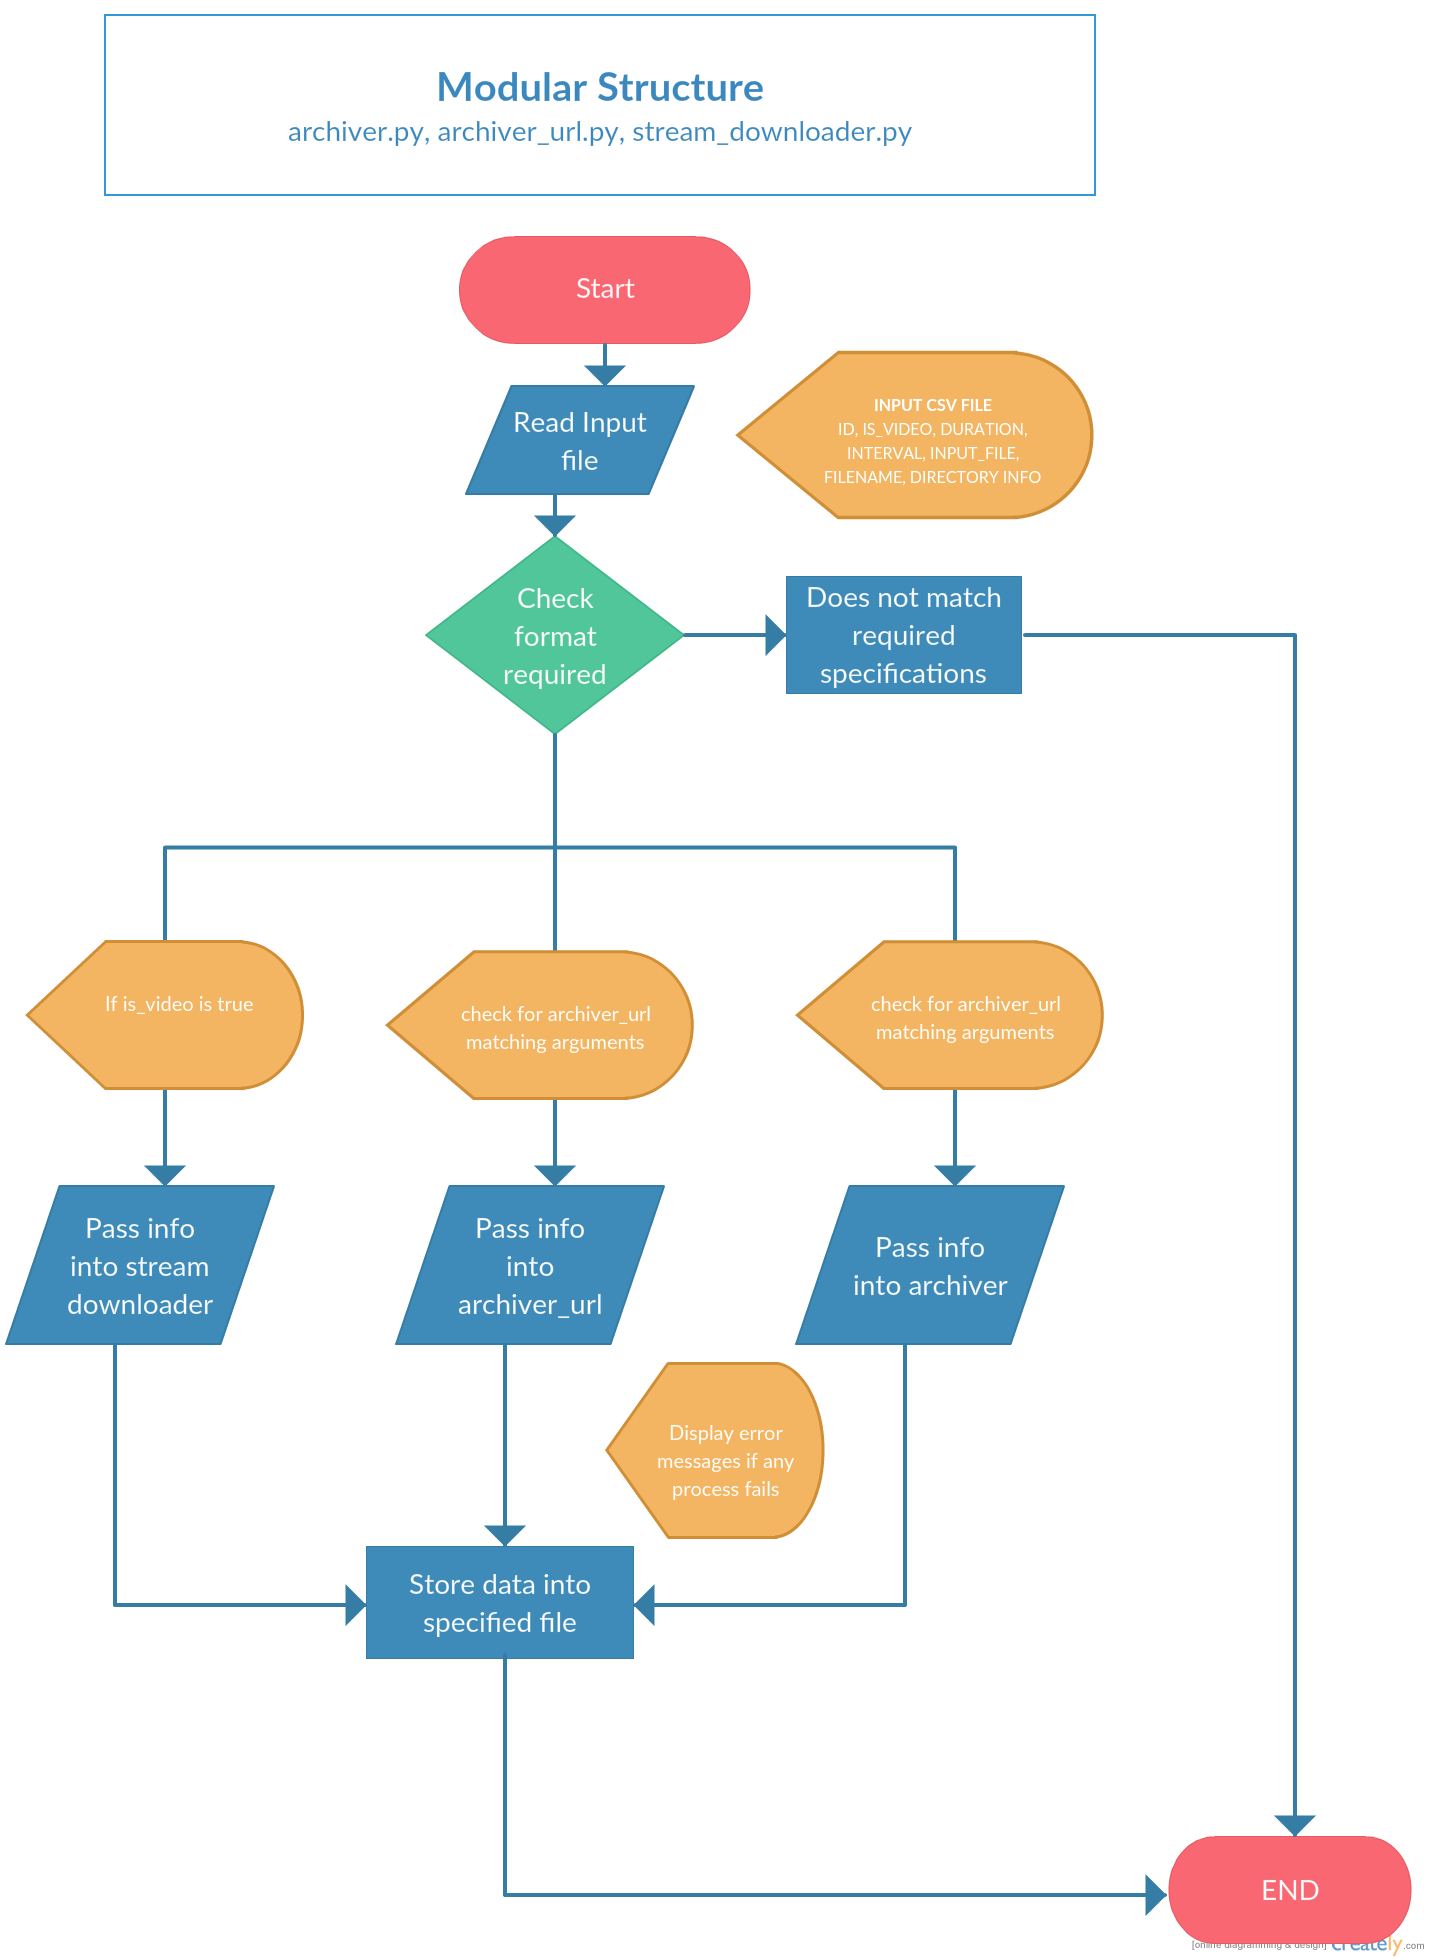 Modular Structure
archiver.py, archiver_url.py, stream_downloader.py
Start
Read Input
file
INPUT CSV FILE
ID, IS_VIDEO, DURATION,
INTERVAL, INPUT_FILE,
FILENAME, DIRECTORY INFO
Check
format
required
Does not match
required
specifications
If is_video is true
check for archiver_url
matching arguments
check for archiver_url
matching arguments
Pass info
into stream
downloader
Pass info
into
archiver_url
Pass info
into archiver
Display error
messages if any
process fails
Store data into
specified file
END
[online diagramming & design] creately.com